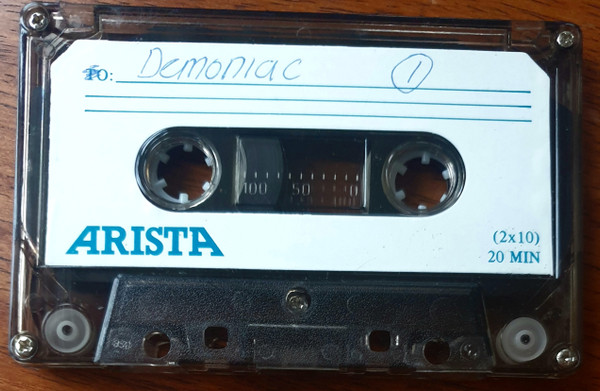 TO: Demoniac 1
100 50 0
ARISTA
(2x10)
20 MIN